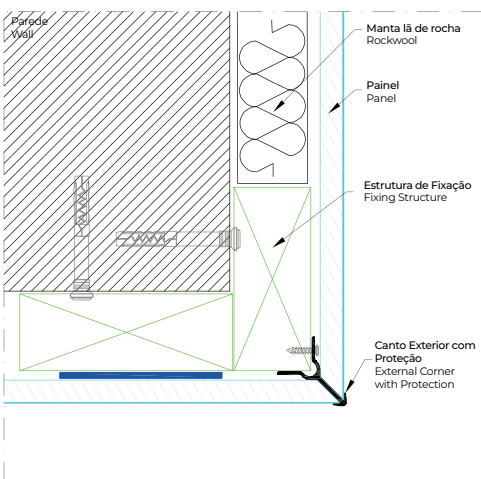 Parede
Wall
Manta lã de rocha
Rockwool
Painel
Panel
Estrutura de Fixação
Fixing Structure
Canto Exterior com
Proteção
External Corner
with Protection